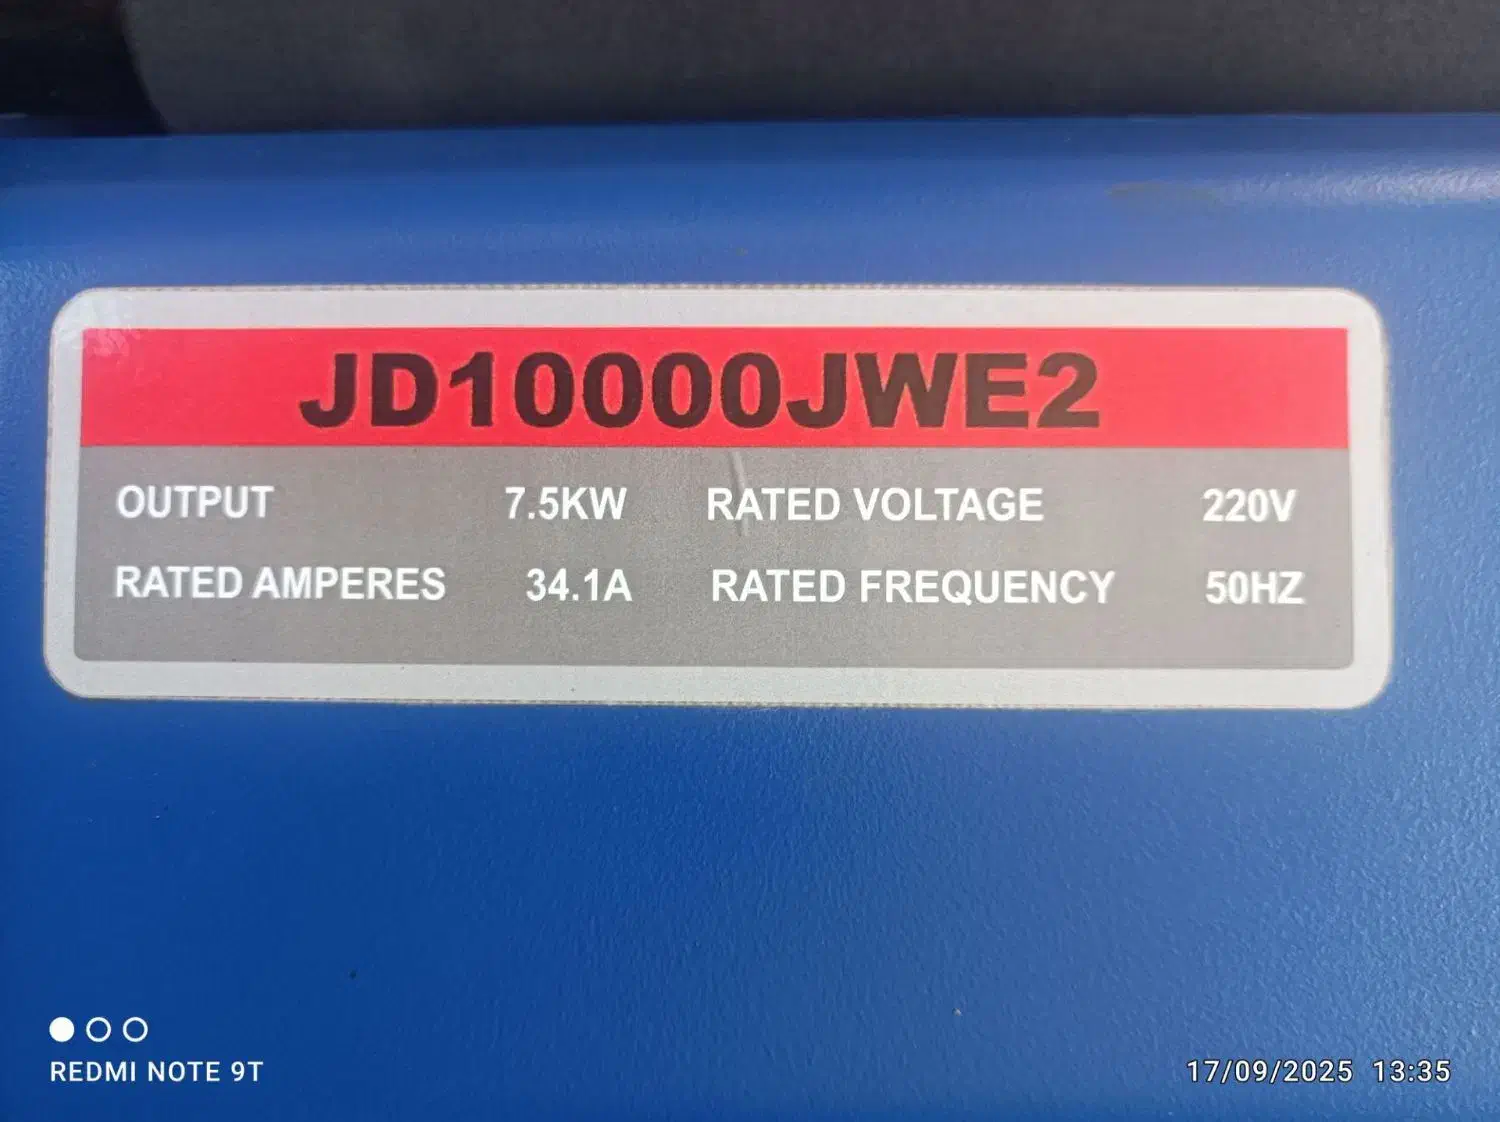 JD10000JWE2
OUTPUT 7.5KW RATED VOLTAGE 220V
RATED AMPERES 34.1A RATED FREQUENCY 50HZ
REDMI NOTE 9T 17/09/2025 13:35